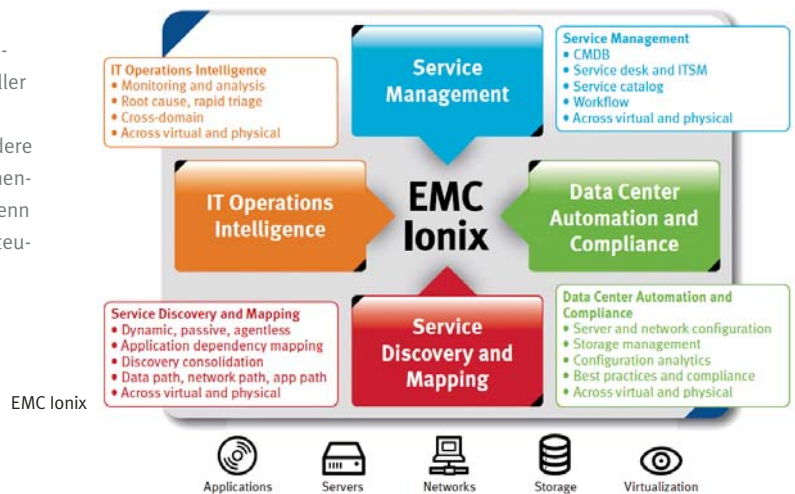 -
ller
dere
nen-
enn
teu-
EMC Ionix
IT Operations Intelligence
• Monitoring and analysis
• Root cause, rapid triage
• Cross-domain
• Across virtual and physical
Service
Management
Service Management
• CMDB
• Service desk and ITSM
• Service catalog
• Workflow
• Across virtual and physical
IT Operations
Intelligence
EMC
Ionix
Data Center
Automation and
Compliance
Service Discovery and Mapping
• Dynamic, passive, agentless
• Application dependency mapping
• Discovery consolidation
• Data path, network path, app path
• Across virtual and physical
Service
Discovery and
Mapping
Data Center Automation and
Compliance
• Server and network configuration
• Storage management
• Configuration analytics
• Best practices and compliance
• Across virtual and physical
Applications
Servers
Networks
Storage
Virtualization